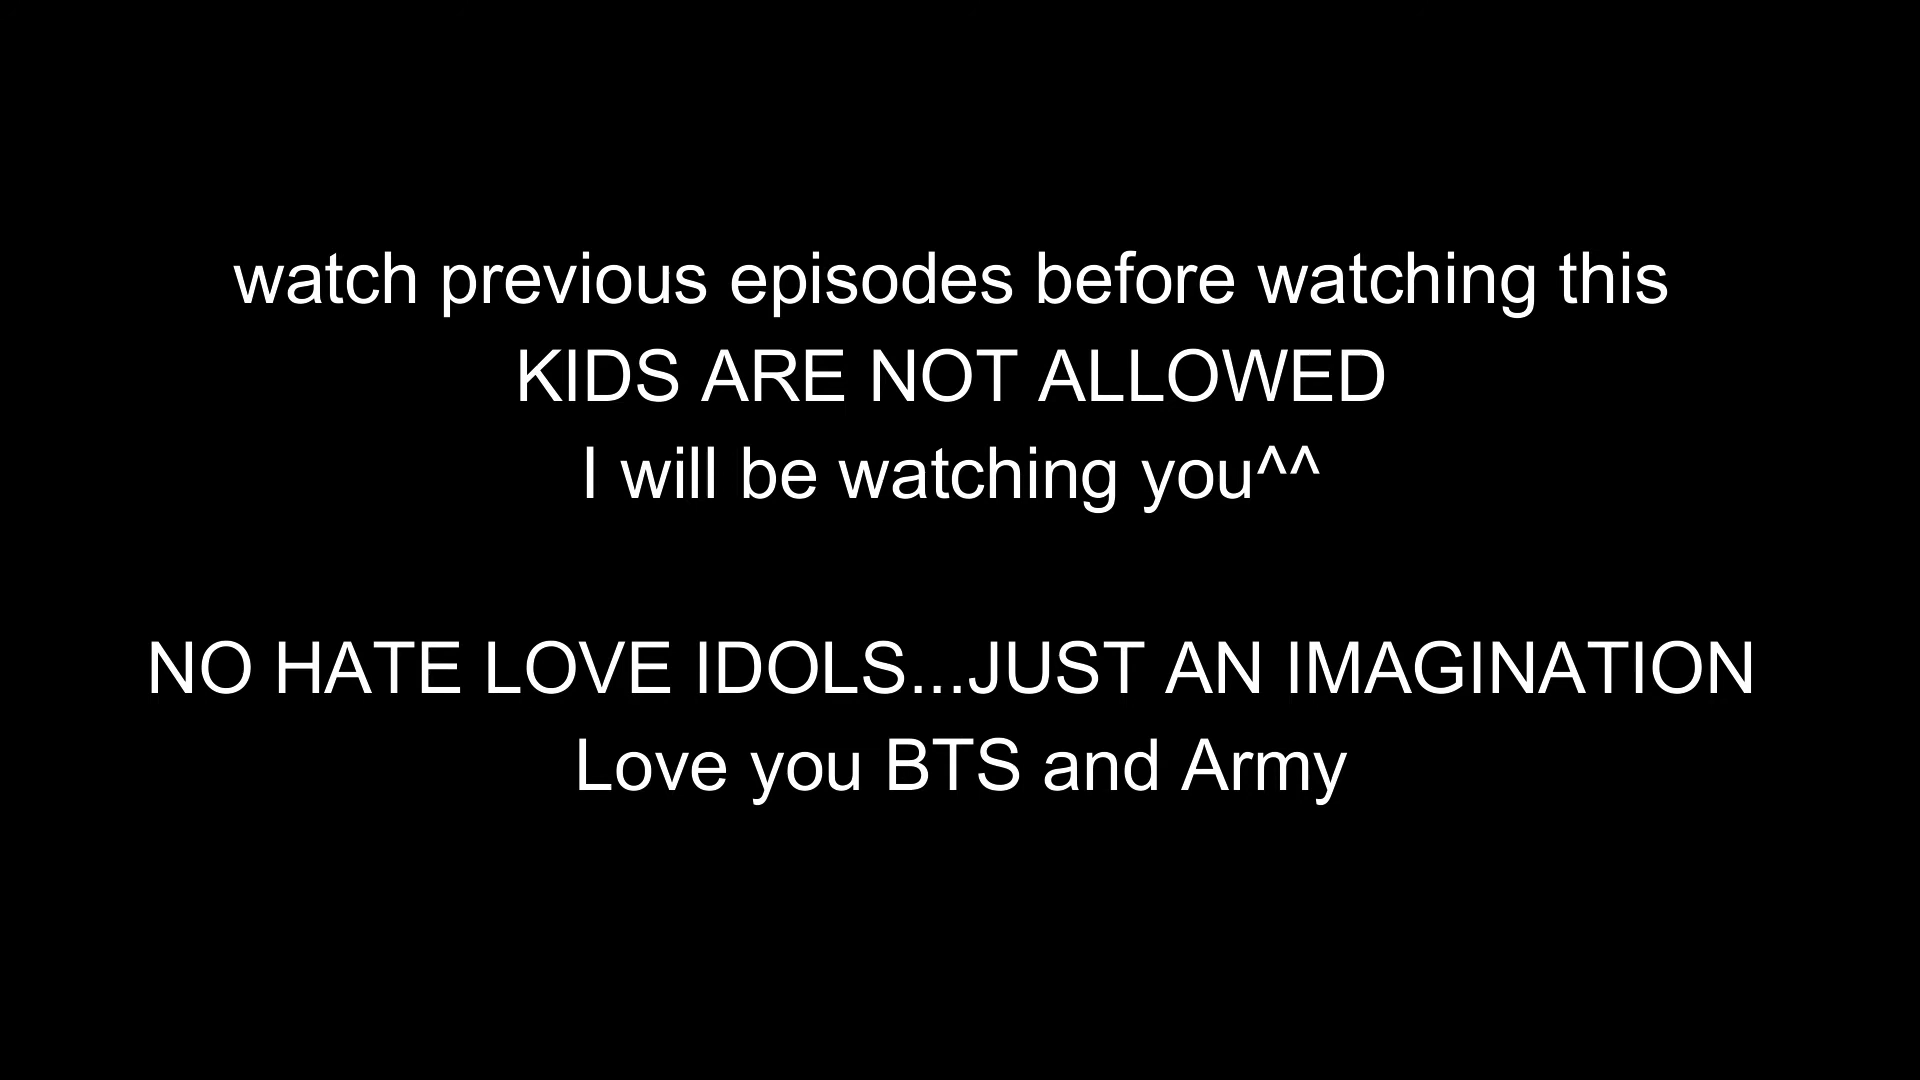 watch previous episodes before watching this
KIDS ARE NOT ALLOWED
I will be watching you^^
NO HATE LOVE IDOLS...JUST AN IMAGINATION
Love you BTS and Army